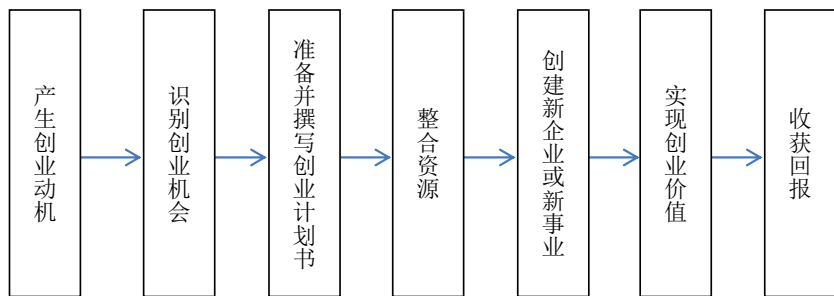 产生创业动机
识别创业机会
准备并撰写创业计划书
整合资源
创建新企业或新事业
实现创业价值
收获回报